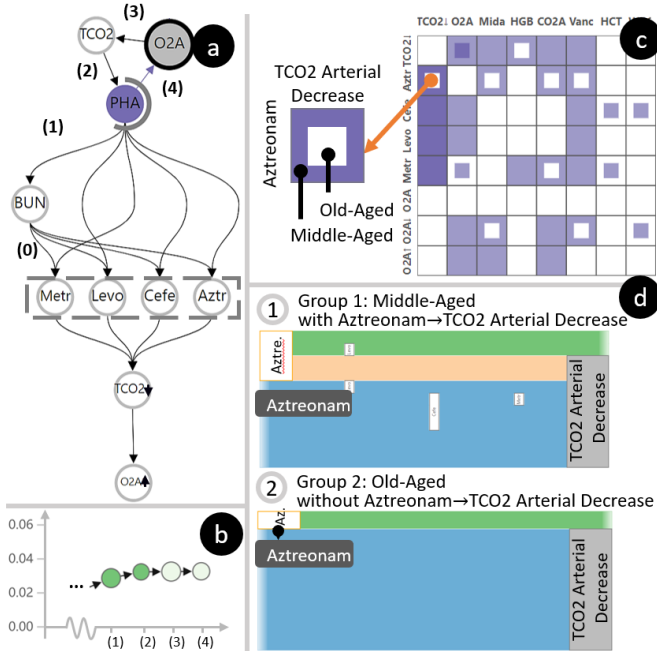 (3)
TCO2
O2A
a
(2)
(4)
PHA
(1)
BUN
(0)
Metr
Levo
Cefe
Aztr
TCO2
O2A
b
0.06
0.04
0.02
0.00
...
(1)
(2)
(3)
(4)
c
TCO2↓
O2A
Mida
HGB
CO2A
Vanc
HCT
TCO2↓
Aztr
Cefe
Levo
Metr
O2A
O2A↓
O2A↑
TCO2 Arterial
Decrease
Aztreonam
Old-Aged
Middle-Aged
d
1
Group 1: Middle-Aged
with Aztreonam→TCO2 Arterial Decrease
Aztre.
Aztreonam
TCO2 Arterial
Decrease
2
Group 2: Old-Aged
without Aztreonam→TCO2 Arterial Decrease
Az.
Aztreonam
TCO2 Arterial
Decrease